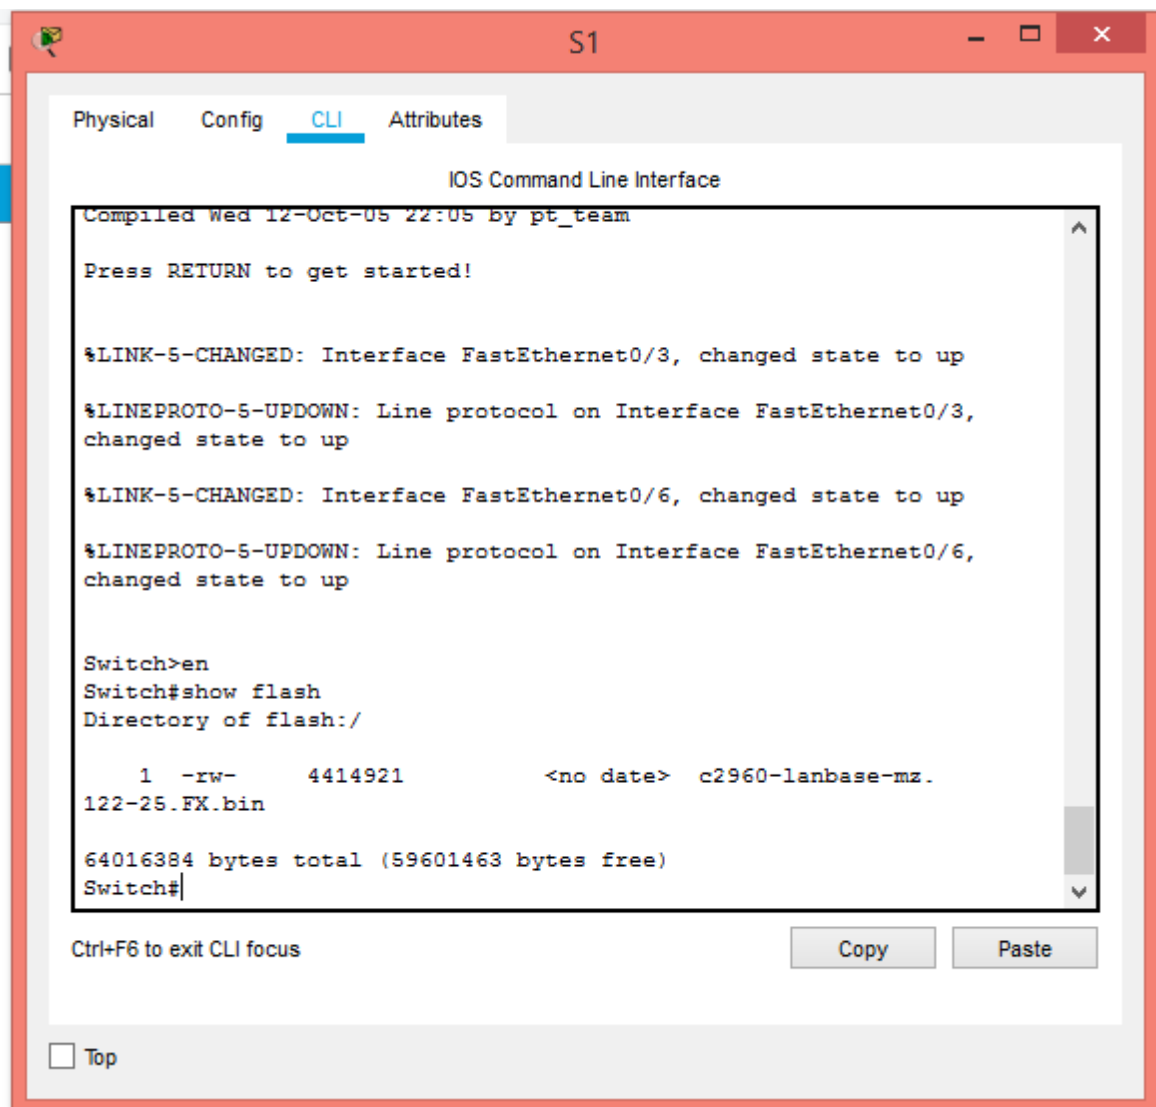 S1
Physical Config CLI Attributes
IOS Command Line Interface
Compiled Wed 12-Oct-05 22:05 by pt_team
Press RETURN to get started!
%LINK-5-CHANGED: Interface FastEthernet0/3, changed state to up
%LINEPROTO-5-UPDOWN: Line protocol on Interface FastEthernet0/3,
changed state to up
%LINK-5-CHANGED: Interface FastEthernet0/6, changed state to up
%LINEPROTO-5-UPDOWN: Line protocol on Interface FastEthernet0/6,
changed state to up
Switch>en
Switch#show flash
Directory of flash:/
1 -rw- 4414921 <no date> c2960-lanbase-mz.
122-25.FX.bin
64016384 bytes total (59601463 bytes free)
Switch#
Ctrl+F6 to exit CLI focus
Copy Paste
Top